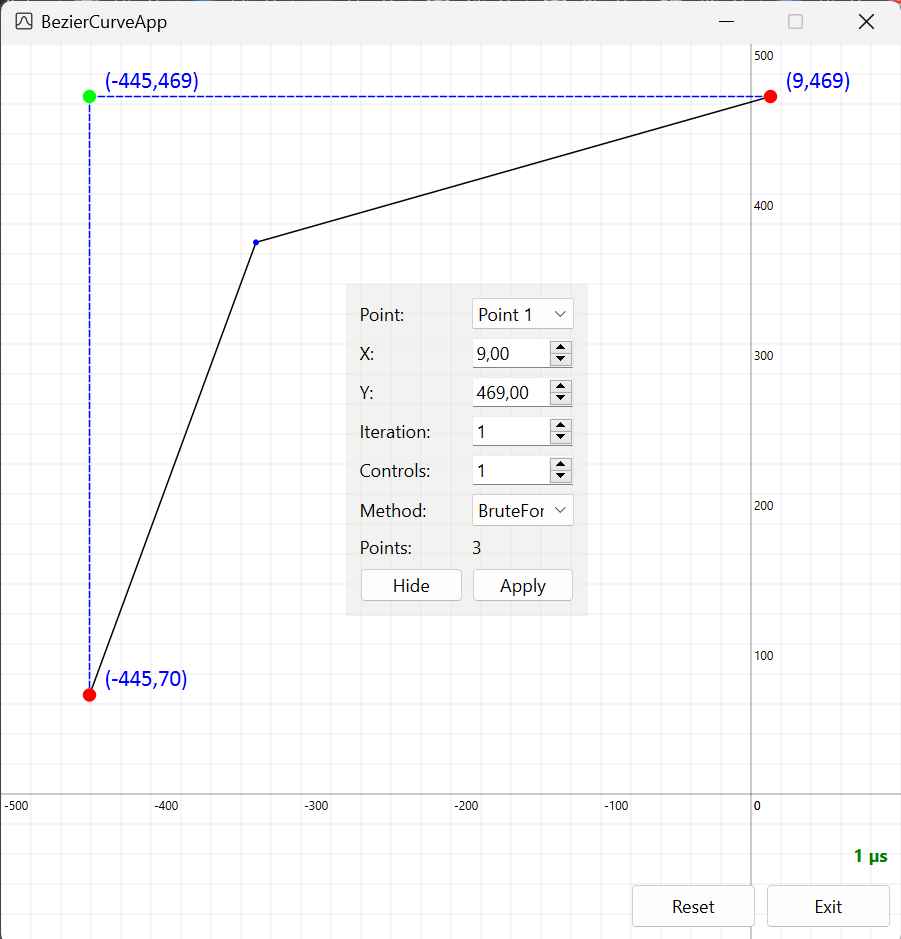 BezierCurveApp
500
(-445,469)
(9,469)
400
Point: Point 1
X: 9,00
300
Y: 469,00
Iteration: 1
Controls: 1
200
Method: BruteFor
Points: 3
Hide Apply
100
(-445,70)
-500 -400 -300 -200 -100 0
1 µs
Reset Exit